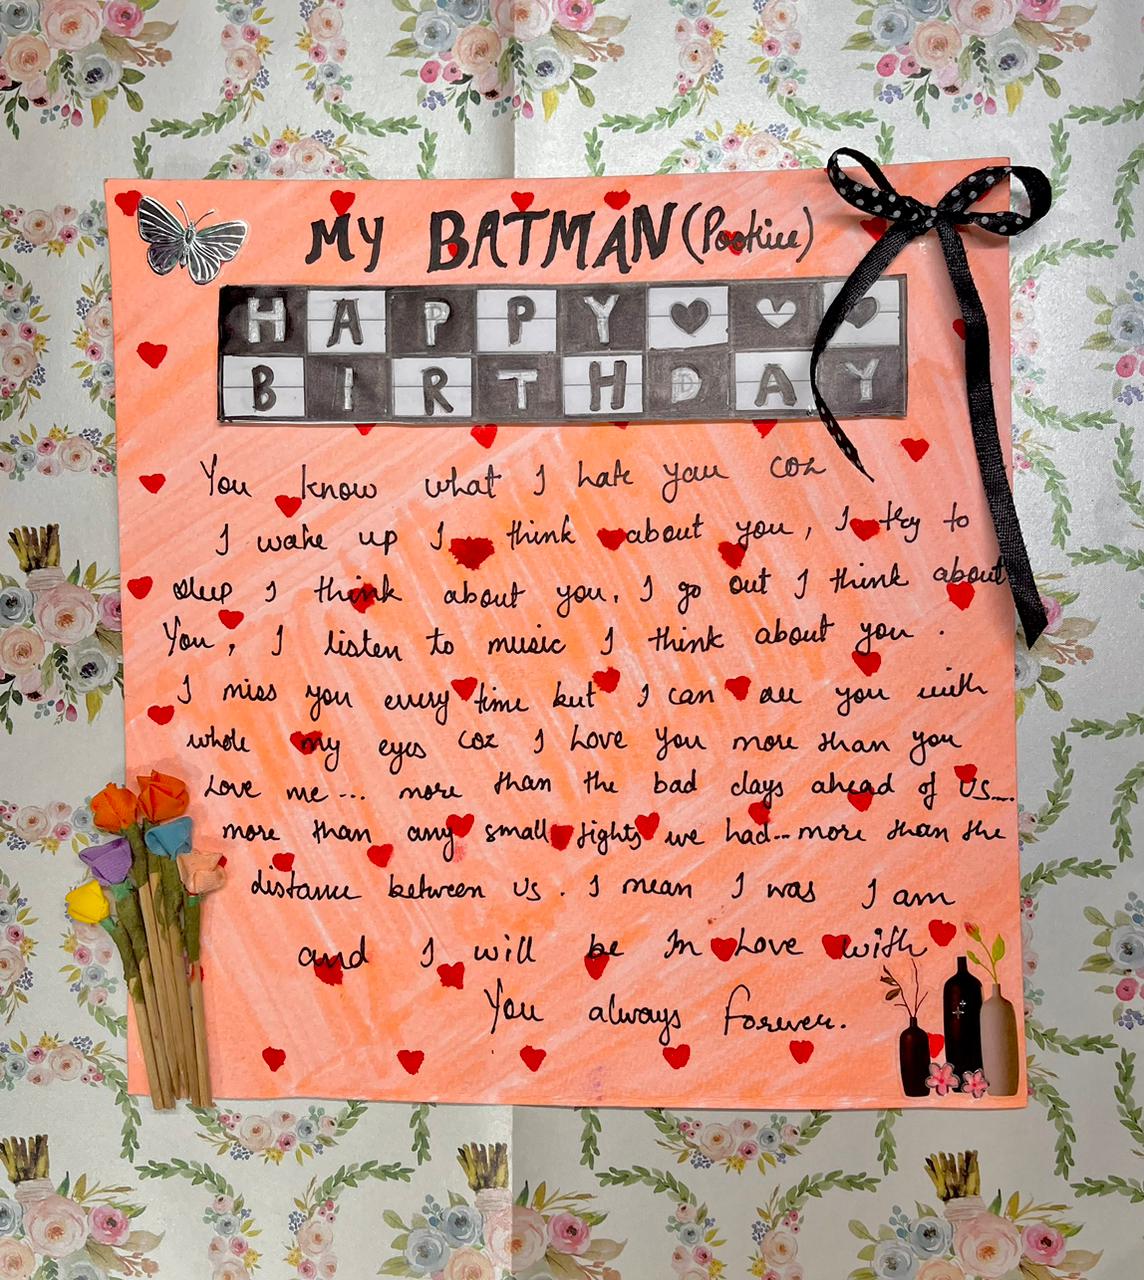 MY BATMAN (Pookiee)
HAPPY
BIRTHDAY
You know what I hate you coz
I wake up I think about you, I try to
sleep I think about you, I go out I think about
You, I listen to music I think about you.
I miss you every time but I can see you with
whole my eyes coz I Love You more than you
Love me... more than the bad days ahead of Us....
more than any small fights we had... more than the
distance between Us. I mean I was I am
and I will be In Love with
You always forever.